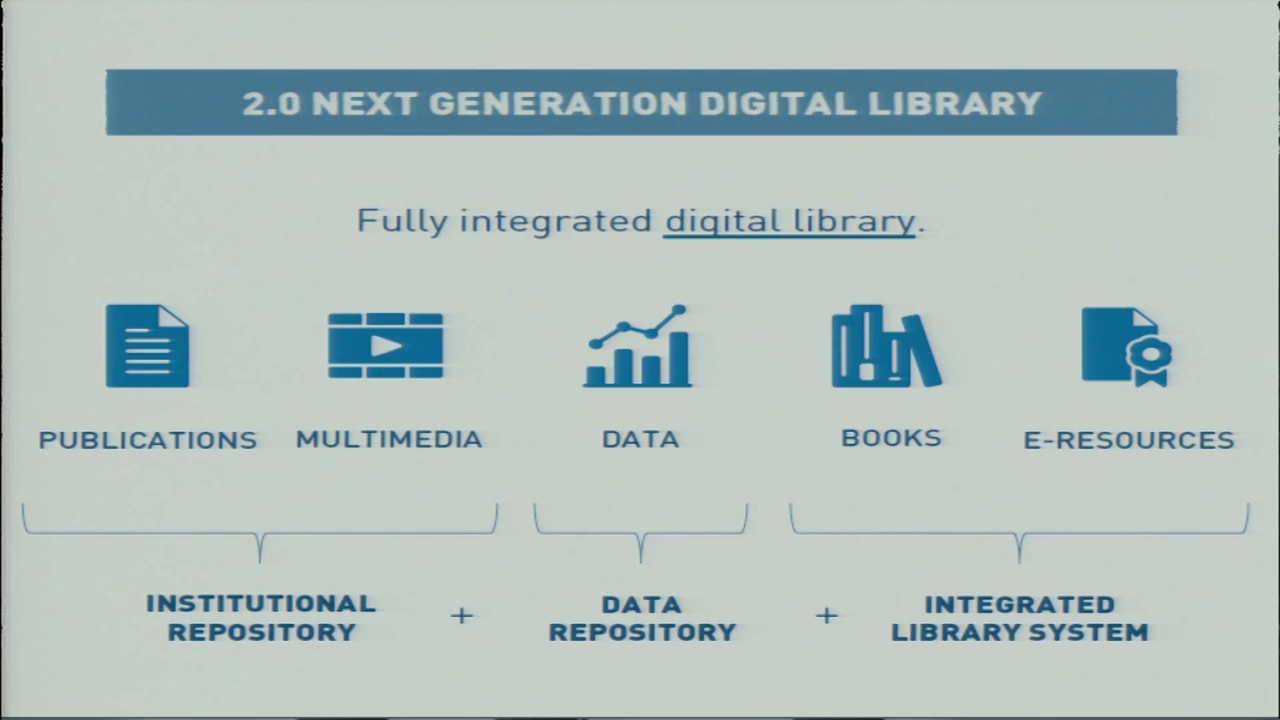 2.0 NEXT GENERATION DIGITAL LIBRARY
Fully integrated digital library.
PUBLICATIONS MULTIMEDIA DATA BOOKS E-RESOURCES
INSTITUTIONAL REPOSITORY + DATA REPOSITORY + INTEGRATED LIBRARY SYSTEM